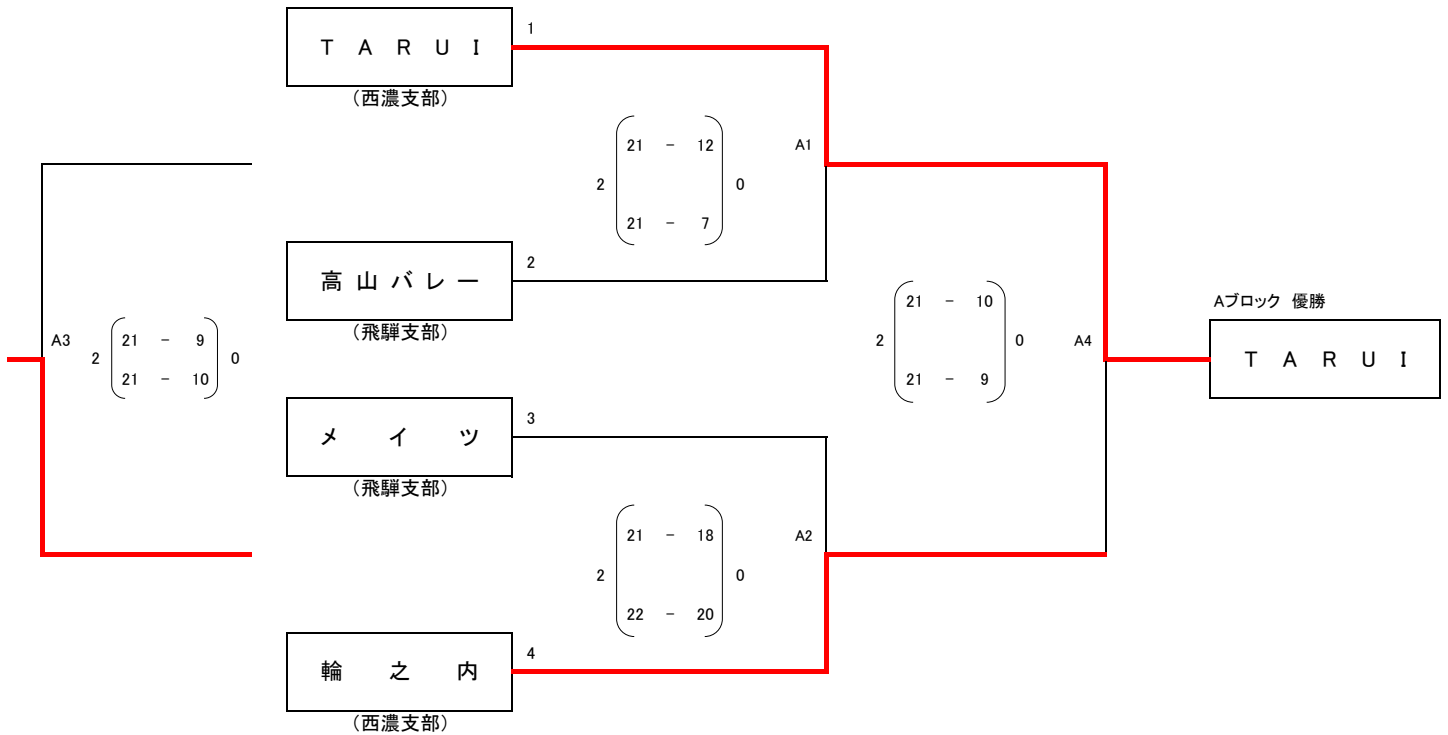 1
T A R U I
(西濃支部)
21 - 12
A1
2 0
21 - 7
2
高山バレー
(飛騨支部)
21 - 10
Aブロック 優勝
A3
21 - 9
2 0
21 - 10
2 0
A4
T A R U I
21 - 9
3
メイツ
(飛騨支部)
21 - 18
A2
2 0
22 - 20
4
輪之内
(西濃支部)